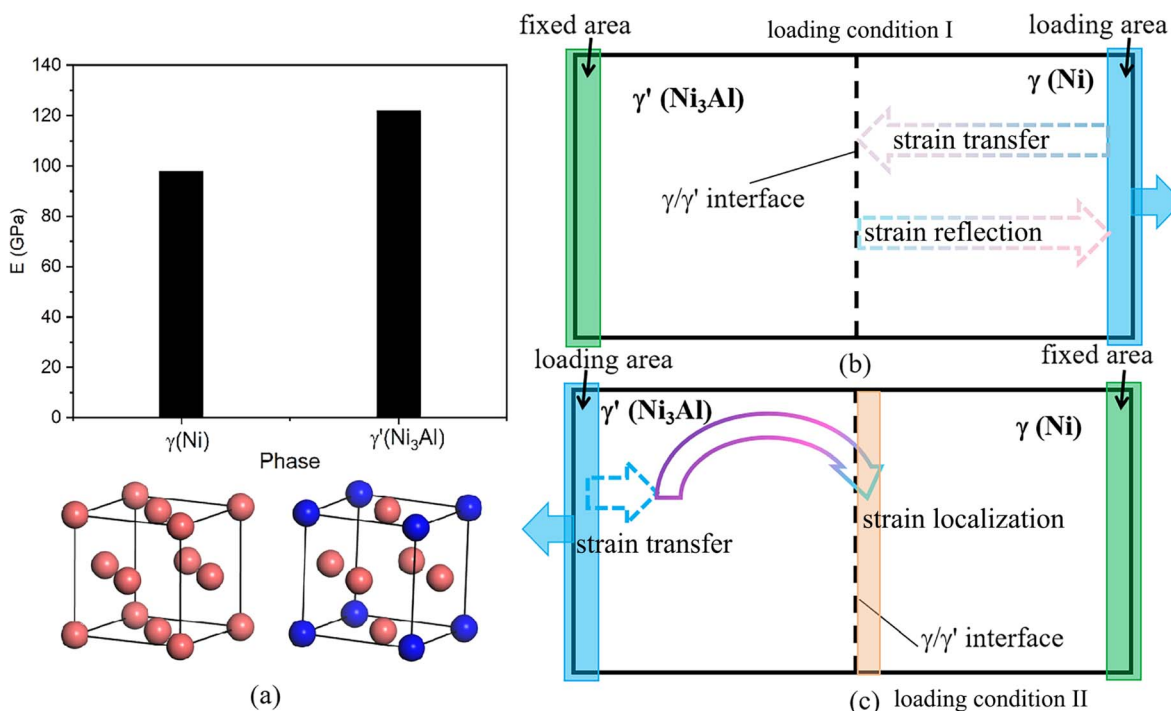 E (GPa)
140
120
100
80
60
40
20
0
γ(Ni)
γ'(Ni₃Al)
Phase
(a)
fixed area
loading condition I
loading area
γ' (Ni₃Al)
γ (Ni)
strain transfer
γ/γ' interface
strain reflection
(b)
loading area
fixed area
γ' (Ni₃Al)
γ (Ni)
strain localization
strain transfer
γ/γ' interface
(c)
loading condition II